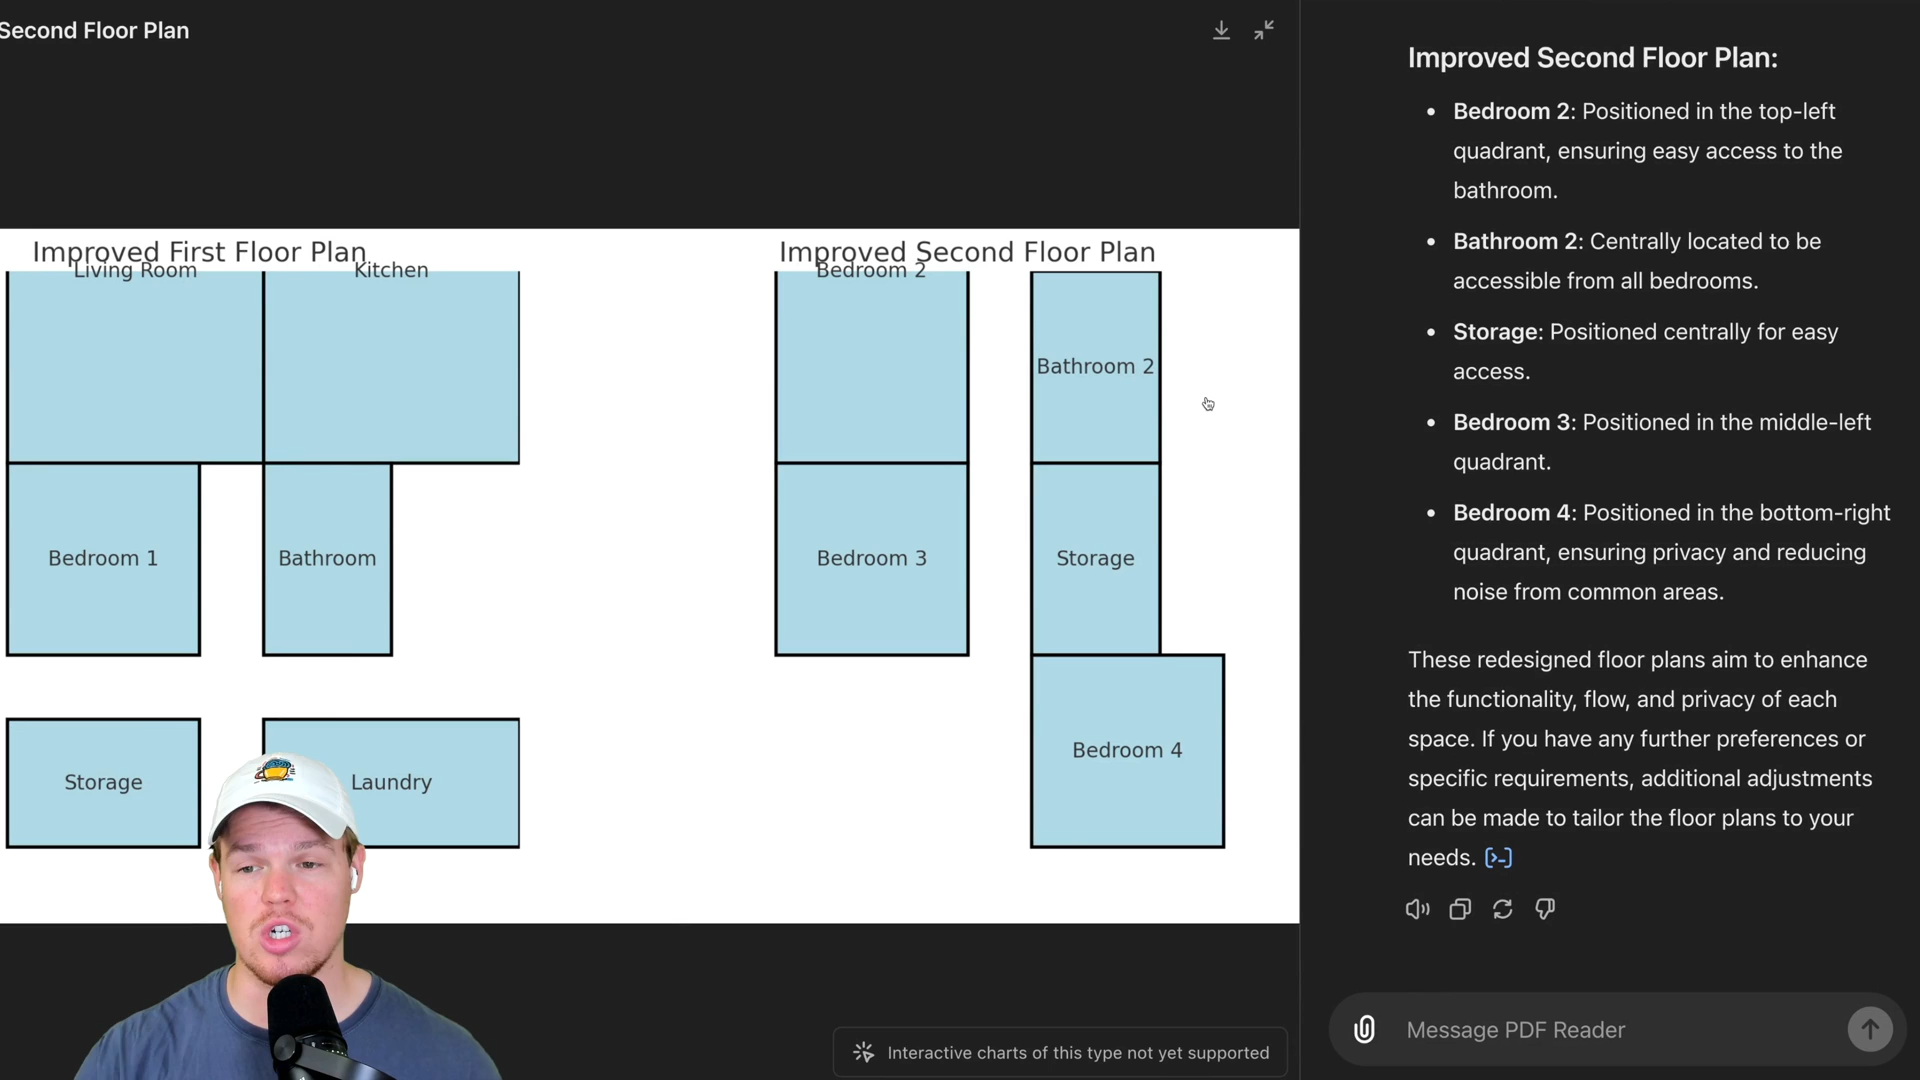 Second Floor Plan
Improved First Floor Plan
Living Room
Kitchen
Bedroom 1
Bathroom
Storage
Laundry
Improved Second Floor Plan
Bedroom 2
Bathroom 2
Bedroom 3
Storage
Bedroom 4
Interactive charts of this type not yet supported
Improved Second Floor Plan:
• Bedroom 2: Positioned in the top-left
quadrant, ensuring easy access to the
bathroom.
• Bathroom 2: Centrally located to be
accessible from all bedrooms.
• Storage: Positioned centrally for easy
access.
• Bedroom 3: Positioned in the middle-left
quadrant.
• Bedroom 4: Positioned in the bottom-right
quadrant, ensuring privacy and reducing
noise from common areas.
These redesigned floor plans aim to enhance
the functionality, flow, and privacy of each
space. If you have any further preferences or
specific requirements, additional adjustments
can be made to tailor the floor plans to your
needs. [>-]
Message PDF Reader